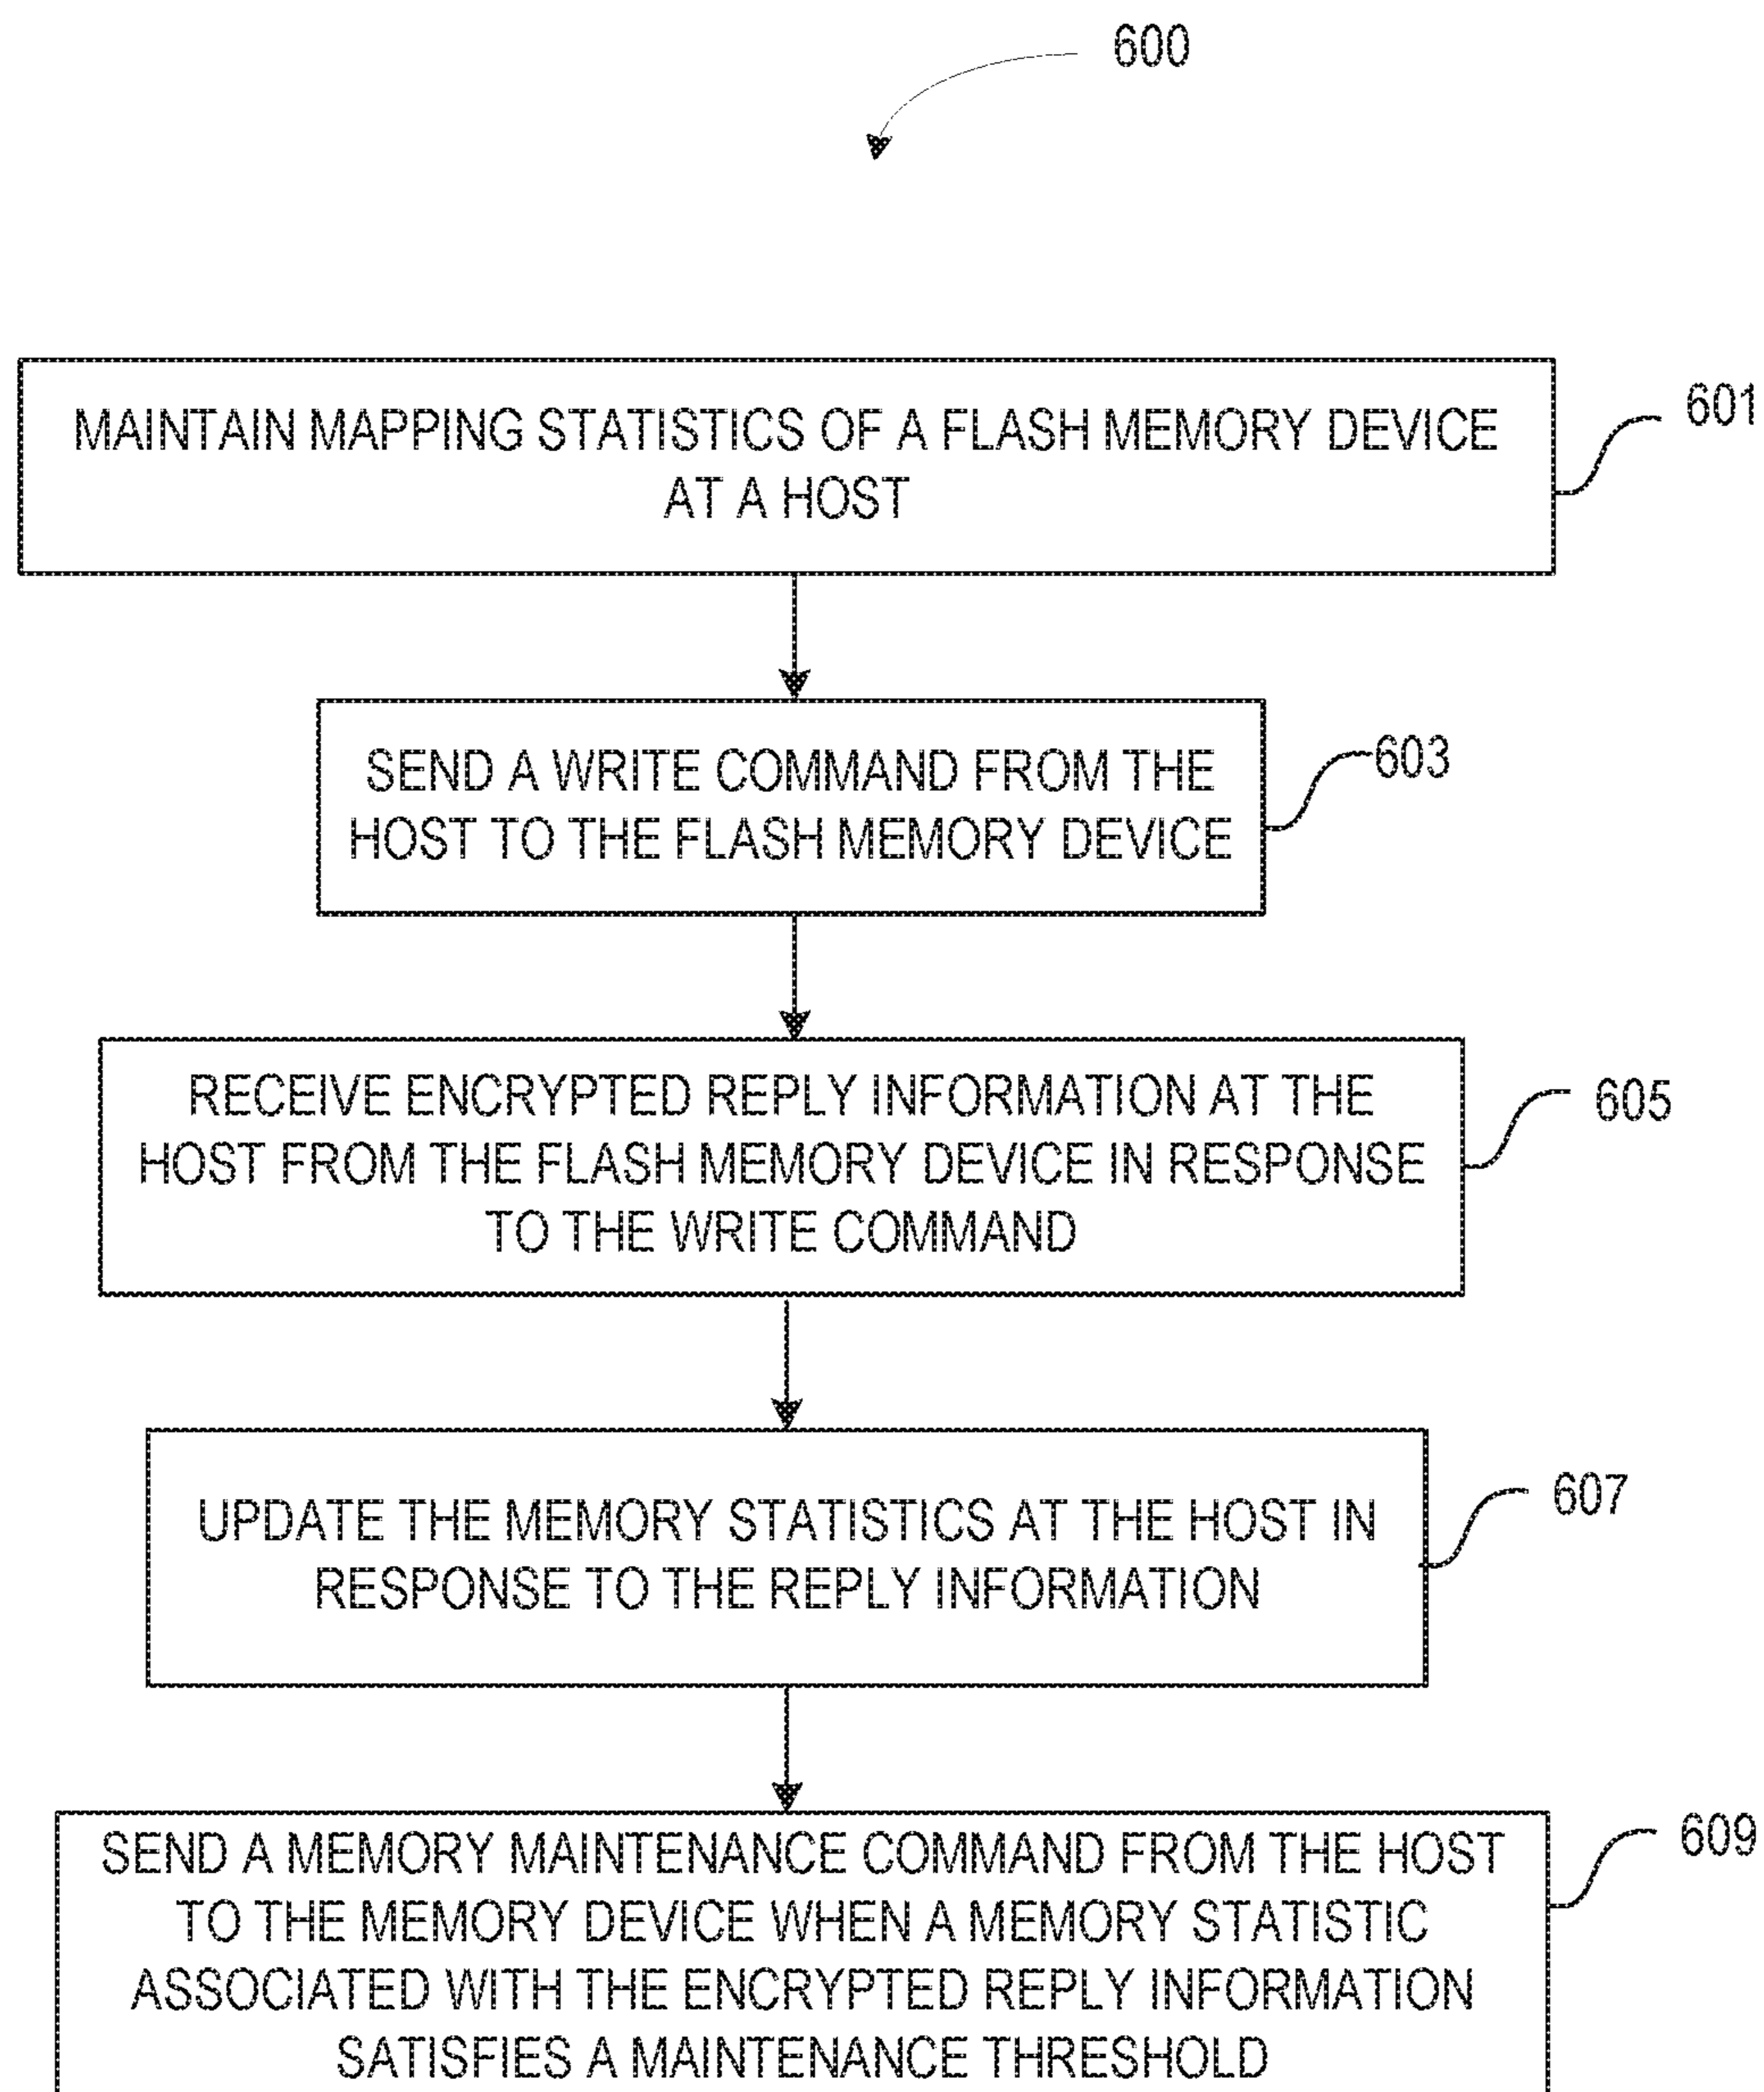 600
MAINTAIN MAPPING STATISTICS OF A FLASH MEMORY DEVICE
AT A HOST
601
SEND A WRITE COMMAND FROM THE
HOST TO THE FLASH MEMORY DEVICE
603
RECEIVE ENCRYPTED REPLY INFORMATION AT THE
HOST FROM THE FLASH MEMORY DEVICE IN RESPONSE
TO THE WRITE COMMAND
605
UPDATE THE MEMORY STATISTICS AT THE HOST IN
RESPONSE TO THE REPLY INFORMATION
607
SEND A MEMORY MAINTENANCE COMMAND FROM THE HOST
TO THE MEMORY DEVICE WHEN A MEMORY STATISTIC
ASSOCIATED WITH THE ENCRYPTED REPLY INFORMATION
SATISFIES A MAINTENANCE THRESHOLD
609